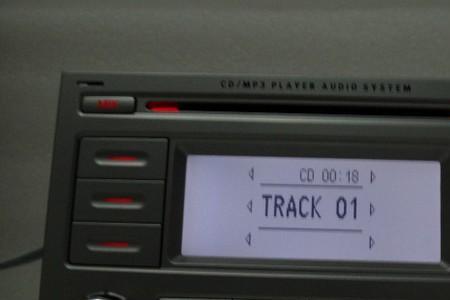 CD/MP3 PLAYER AUDIO SYSTEM
CD 00:18
TRACK 01